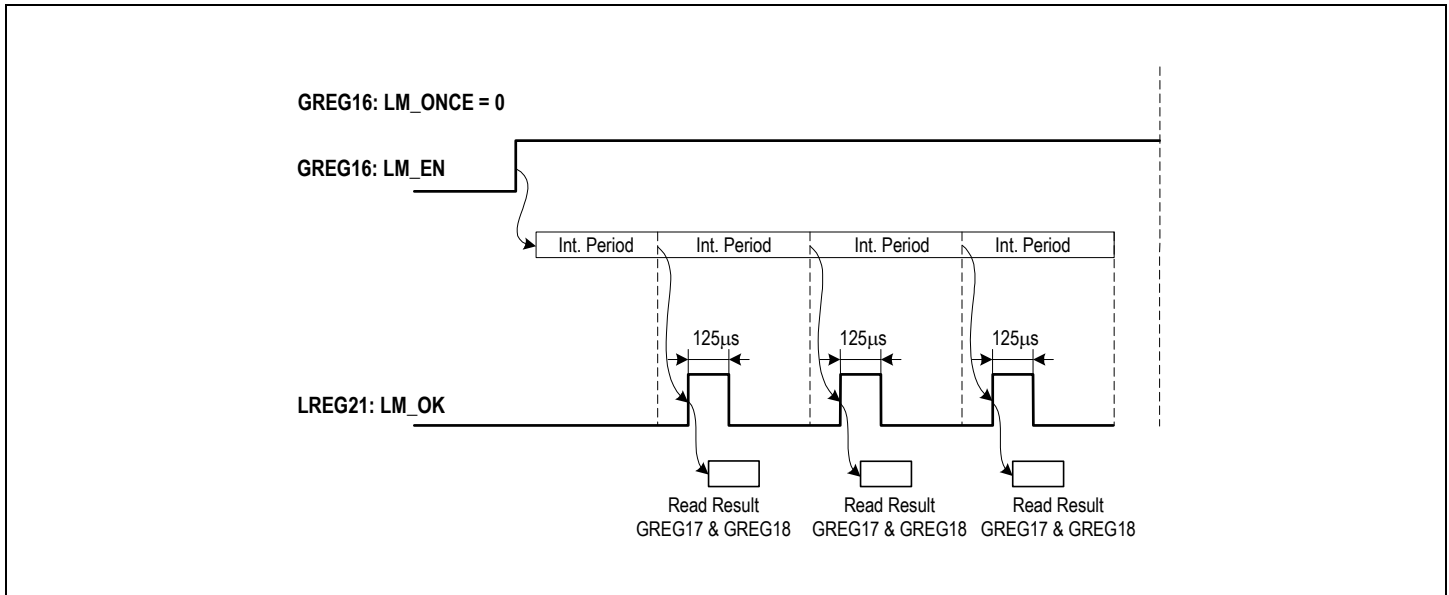 GREG16: LM_ONCE = 0
GREG16: LM_EN
Int. Period Int. Period Int. Period Int. Period
125μs 125μs 125μs
LREG21: LM_OK
Read Result Read Result Read Result
GREG17 & GREG18 GREG17 & GREG18 GREG17 & GREG18